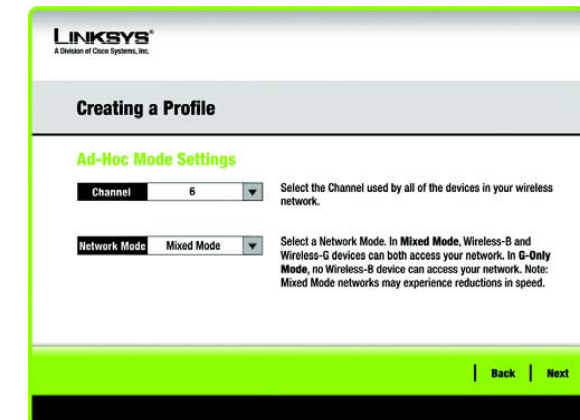 LINKSYS®
A Division of Cisco Systems, Inc.
Creating a Profile
Ad-Hoc Mode Settings
Channel 6
Select the Channel used by all of the devices in your wireless
network.
Network Mode Mixed Mode
Select a Network Mode. In Mixed Mode, Wireless-B and
Wireless-G devices can both access your network. In G-Only
Mode, no Wireless-B device can access your network. Note:
Mixed Mode networks may experience reductions in speed.
Back Next